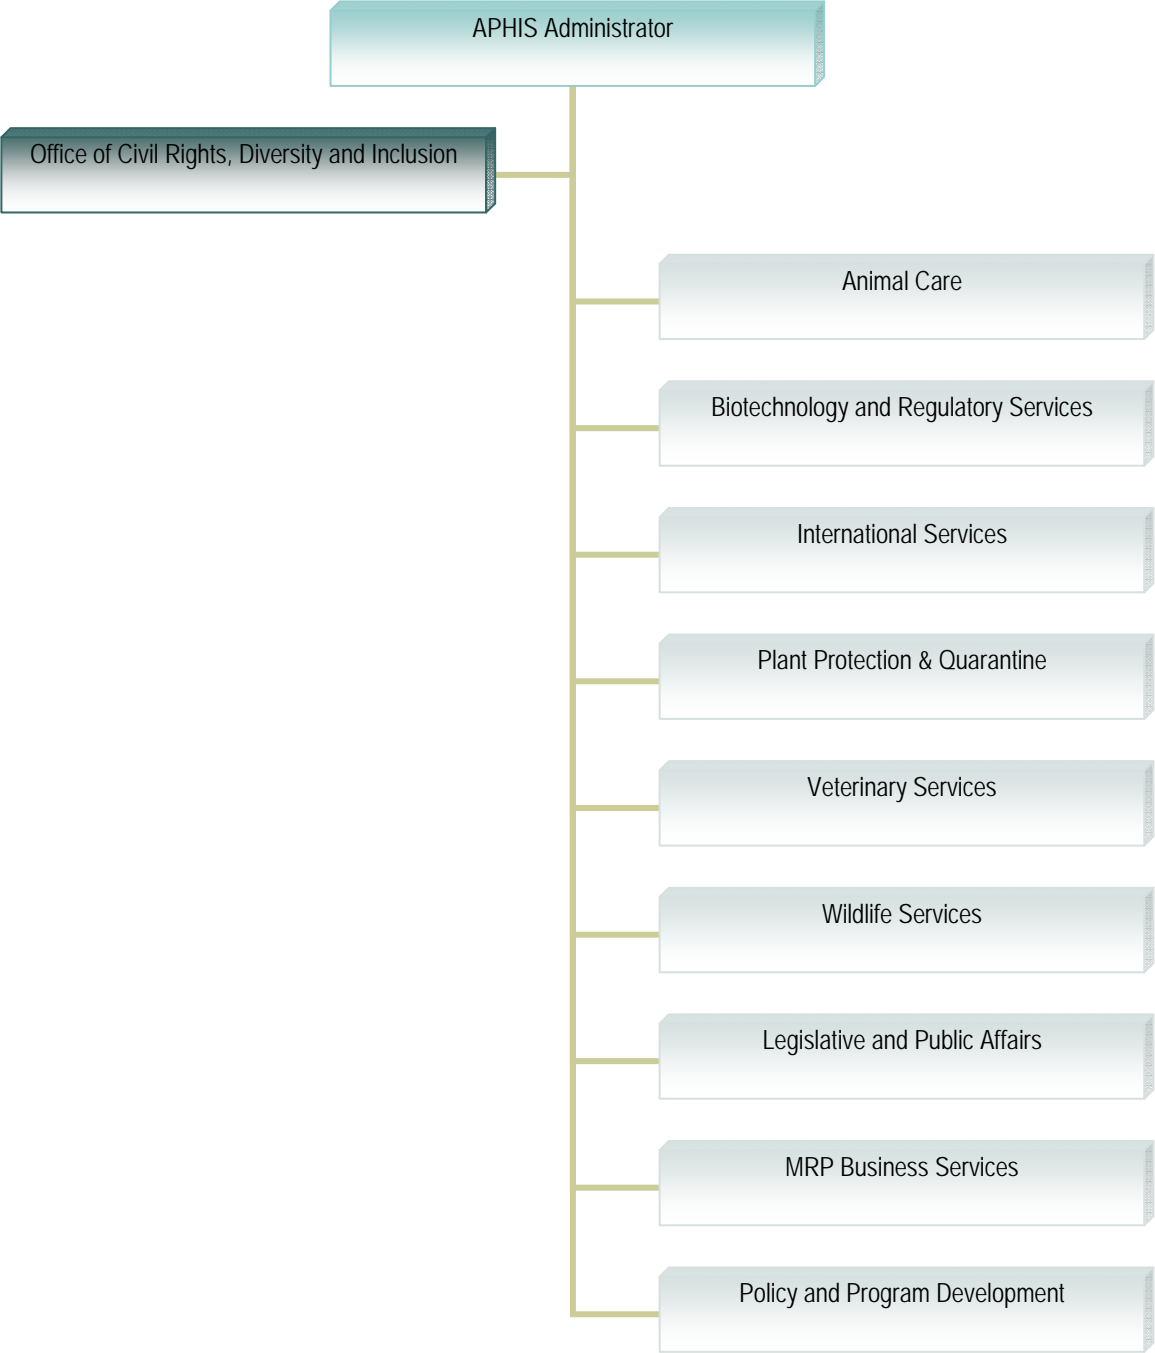 APHIS Administrator
Office of Civil Rights, Diversity and Inclusion
Animal Care
Biotechnology and Regulatory Services
International Services
Plant Protection & Quarantine
Veterinary Services
Wildlife Services
Legislative and Public Affairs
MRP Business Services
Policy and Program Development